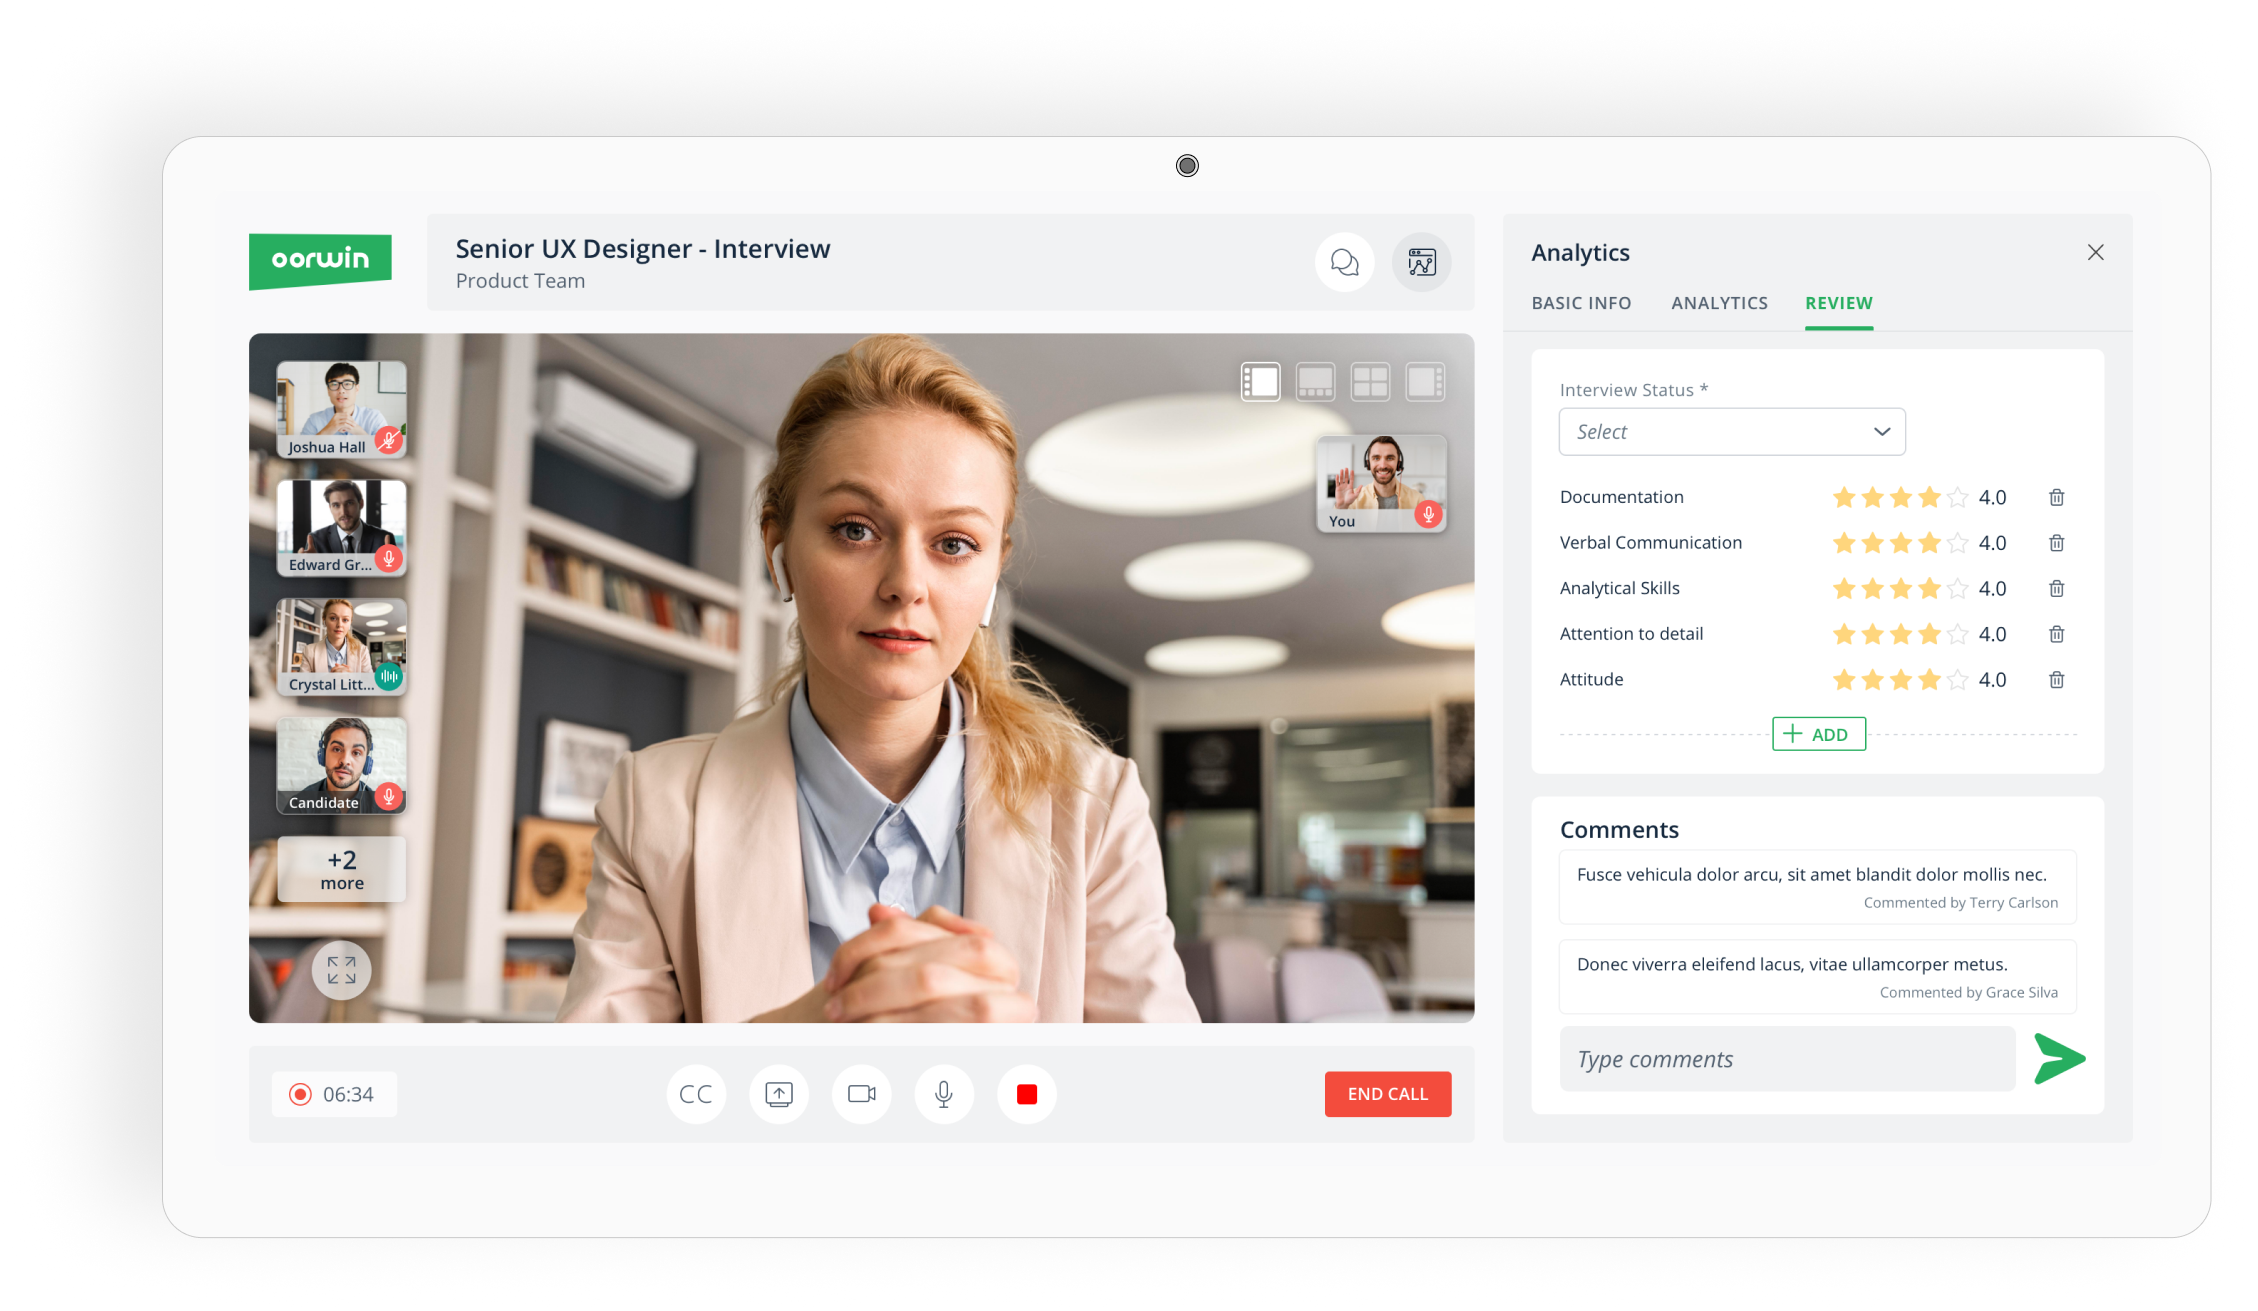 oorwin
Senior UX Designer - Interview
Product Team
Joshua Hall
Edward Gr...
Crystal Litt...
Candidate
+2
more
You
06:34
CC
END CALL
Analytics
BASIC INFO
ANALYTICS
REVIEW
Interview Status *
Select
Documentation 4.0
Verbal Communication 4.0
Analytical Skills 4.0
Attention to detail 4.0
Attitude 4.0
ADD
Comments
Fusce vehicula dolor arcu, sit amet blandit dolor mollis nec.
Commented by Terry Carlson
Donec viverra eleifend lacus, vitae ullamcorper metus.
Commented by Grace Silva
Type comments